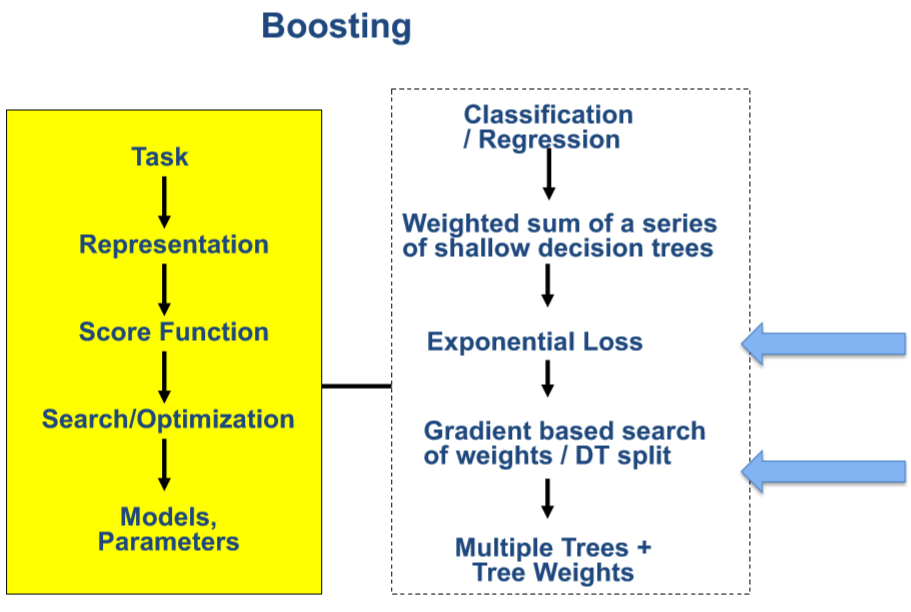 Boosting
Task
Representation
Score Function
Search/Optimization
Models,
Parameters
Classification
/ Regression
Weighted sum of a series
of shallow decision trees
Exponential Loss
Gradient based search
of weights / DT split
Multiple Trees +
Tree Weights